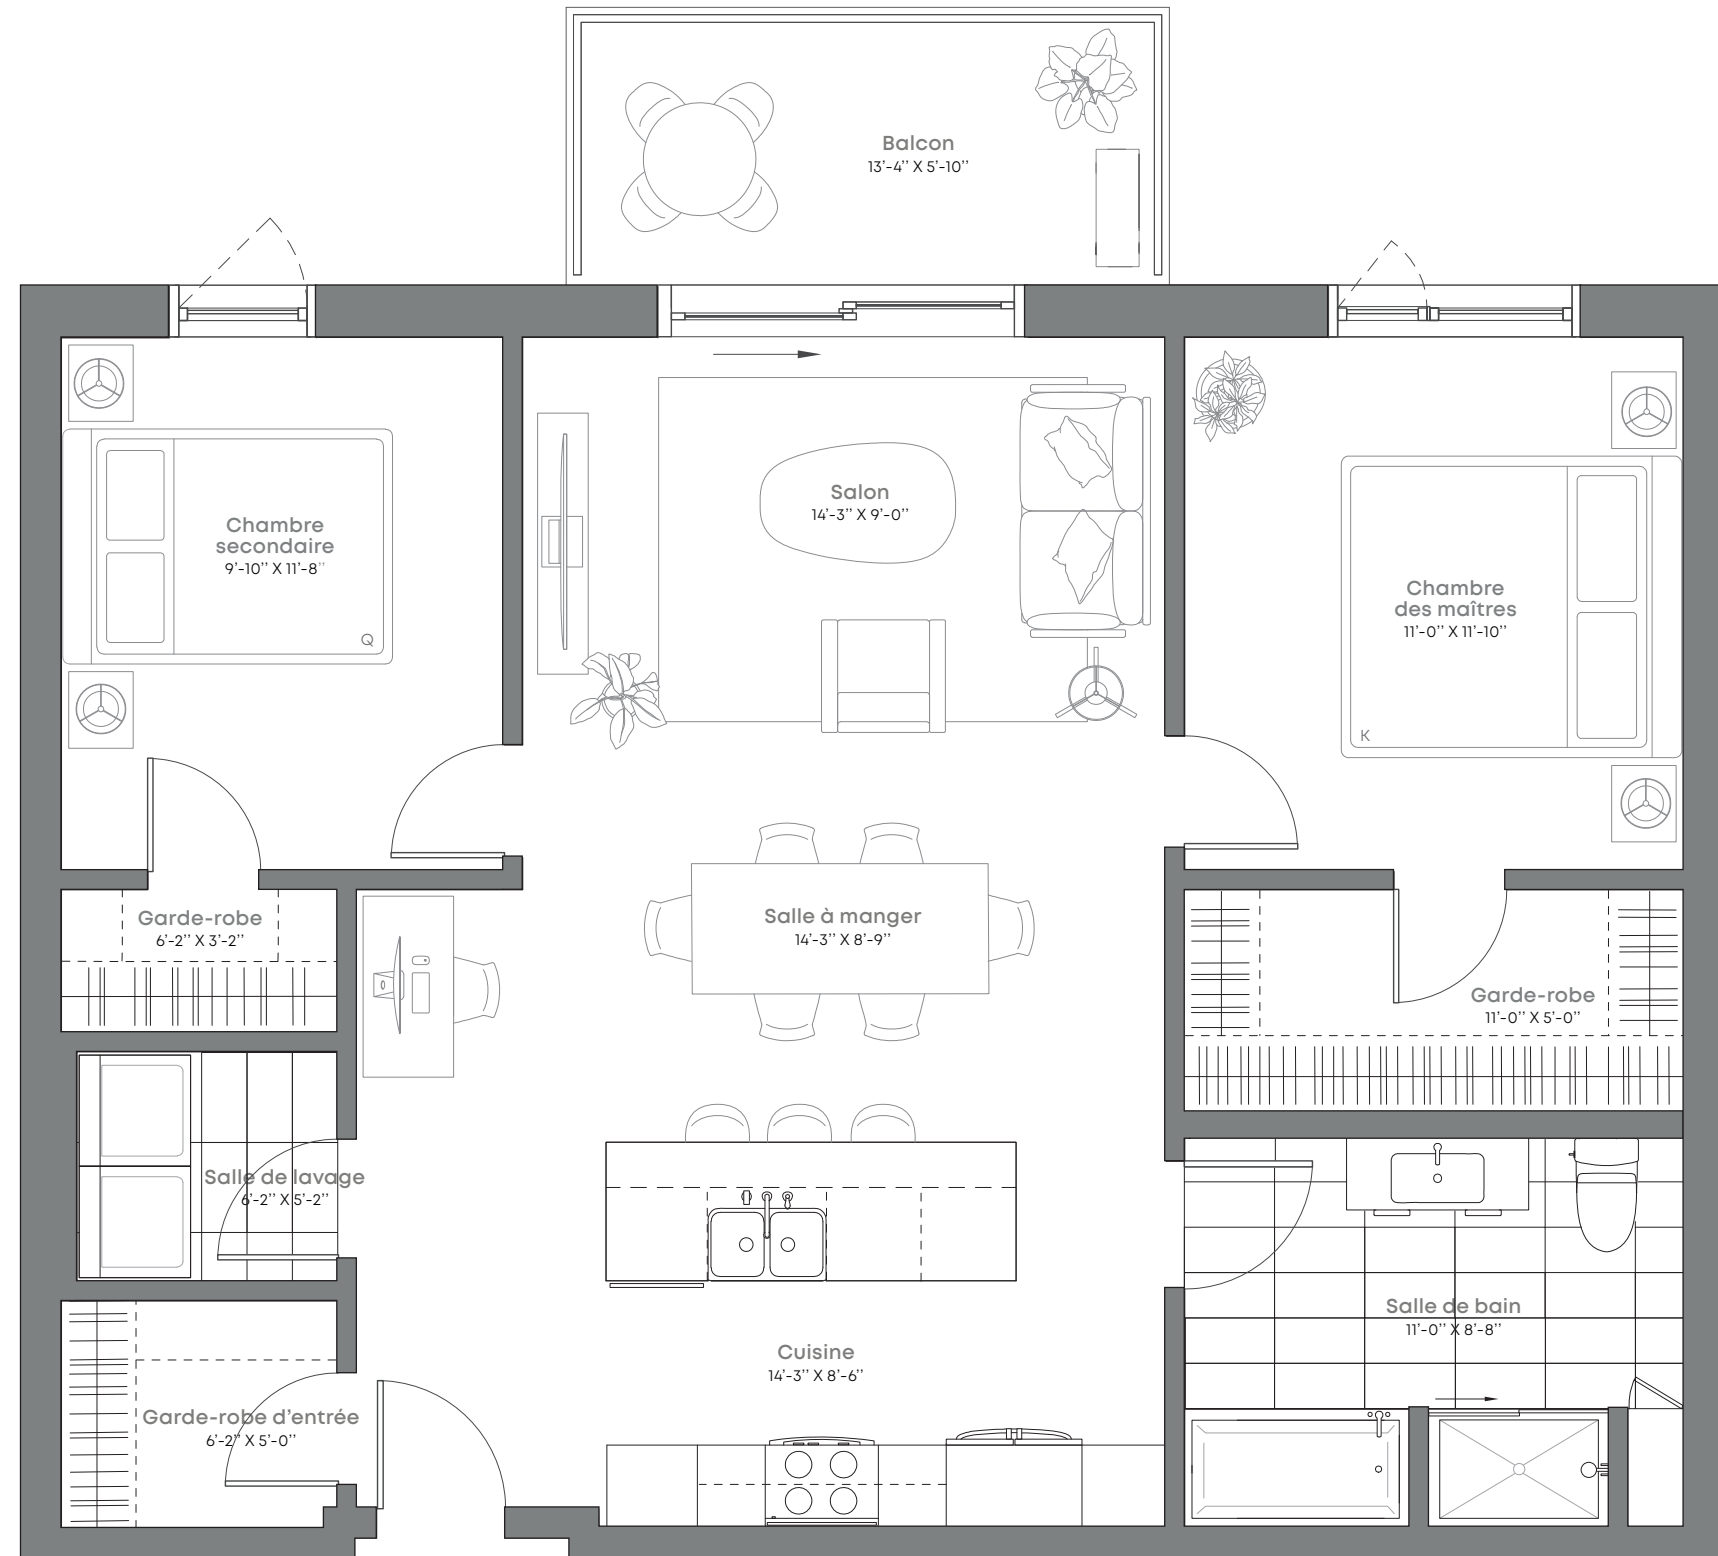 Balcon
13'-4'' X 5'-10''
Salon
14'-3'' X 9'-0''
Chambre
secondaire
9'-10'' X 11'-8''
Q
Chambre
des maîtres
11'-0'' X 11'-10''
K
Garde-robe
6'-2'' X 3'-2''
Salle à manger
14'-3'' X 8'-9''
Garde-robe
11'-0'' X 5'-0''
Salle de lavage
6'-2'' X 5'-2''
Salle de bain
11'-0'' X 8'-8''
Cuisine
14'-3'' X 8'-6''
Garde-robe d'entrée
6'-2'' X 5'-0''